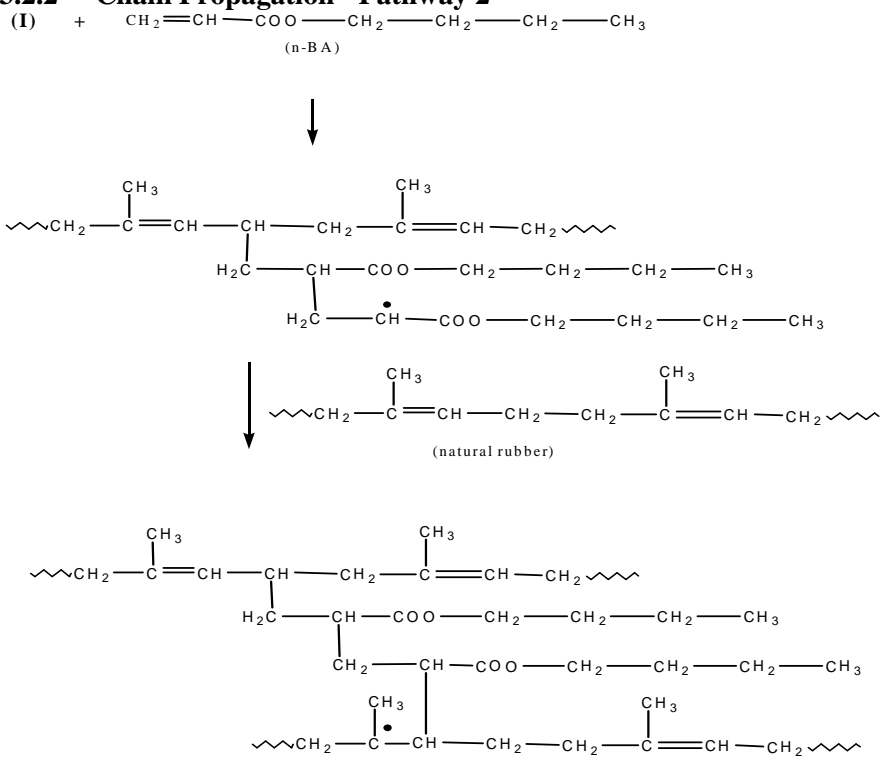 5.2.2 Chain Propagation - Pathway 2
(I) + CH2 CH COO CH2 CH2 CH2 CH3
(n-BA)
CH3 CH3
CH2 C CH CH CH2 C CH CH2
H2C CH COO CH2 CH2 CH2 CH3
H2C CH COO CH2 CH2 CH2 CH3
CH3 CH3
CH2 C CH CH2 CH2 C CH CH2
(natural rubber)
CH3 CH3
CH2 C CH CH CH2 C CH CH2
H2C CH COO CH2 CH2 CH2 CH3
CH2 CH COO CH2 CH2 CH2 CH3
CH3 CH3
CH2 C CH CH2 CH2 C CH CH2